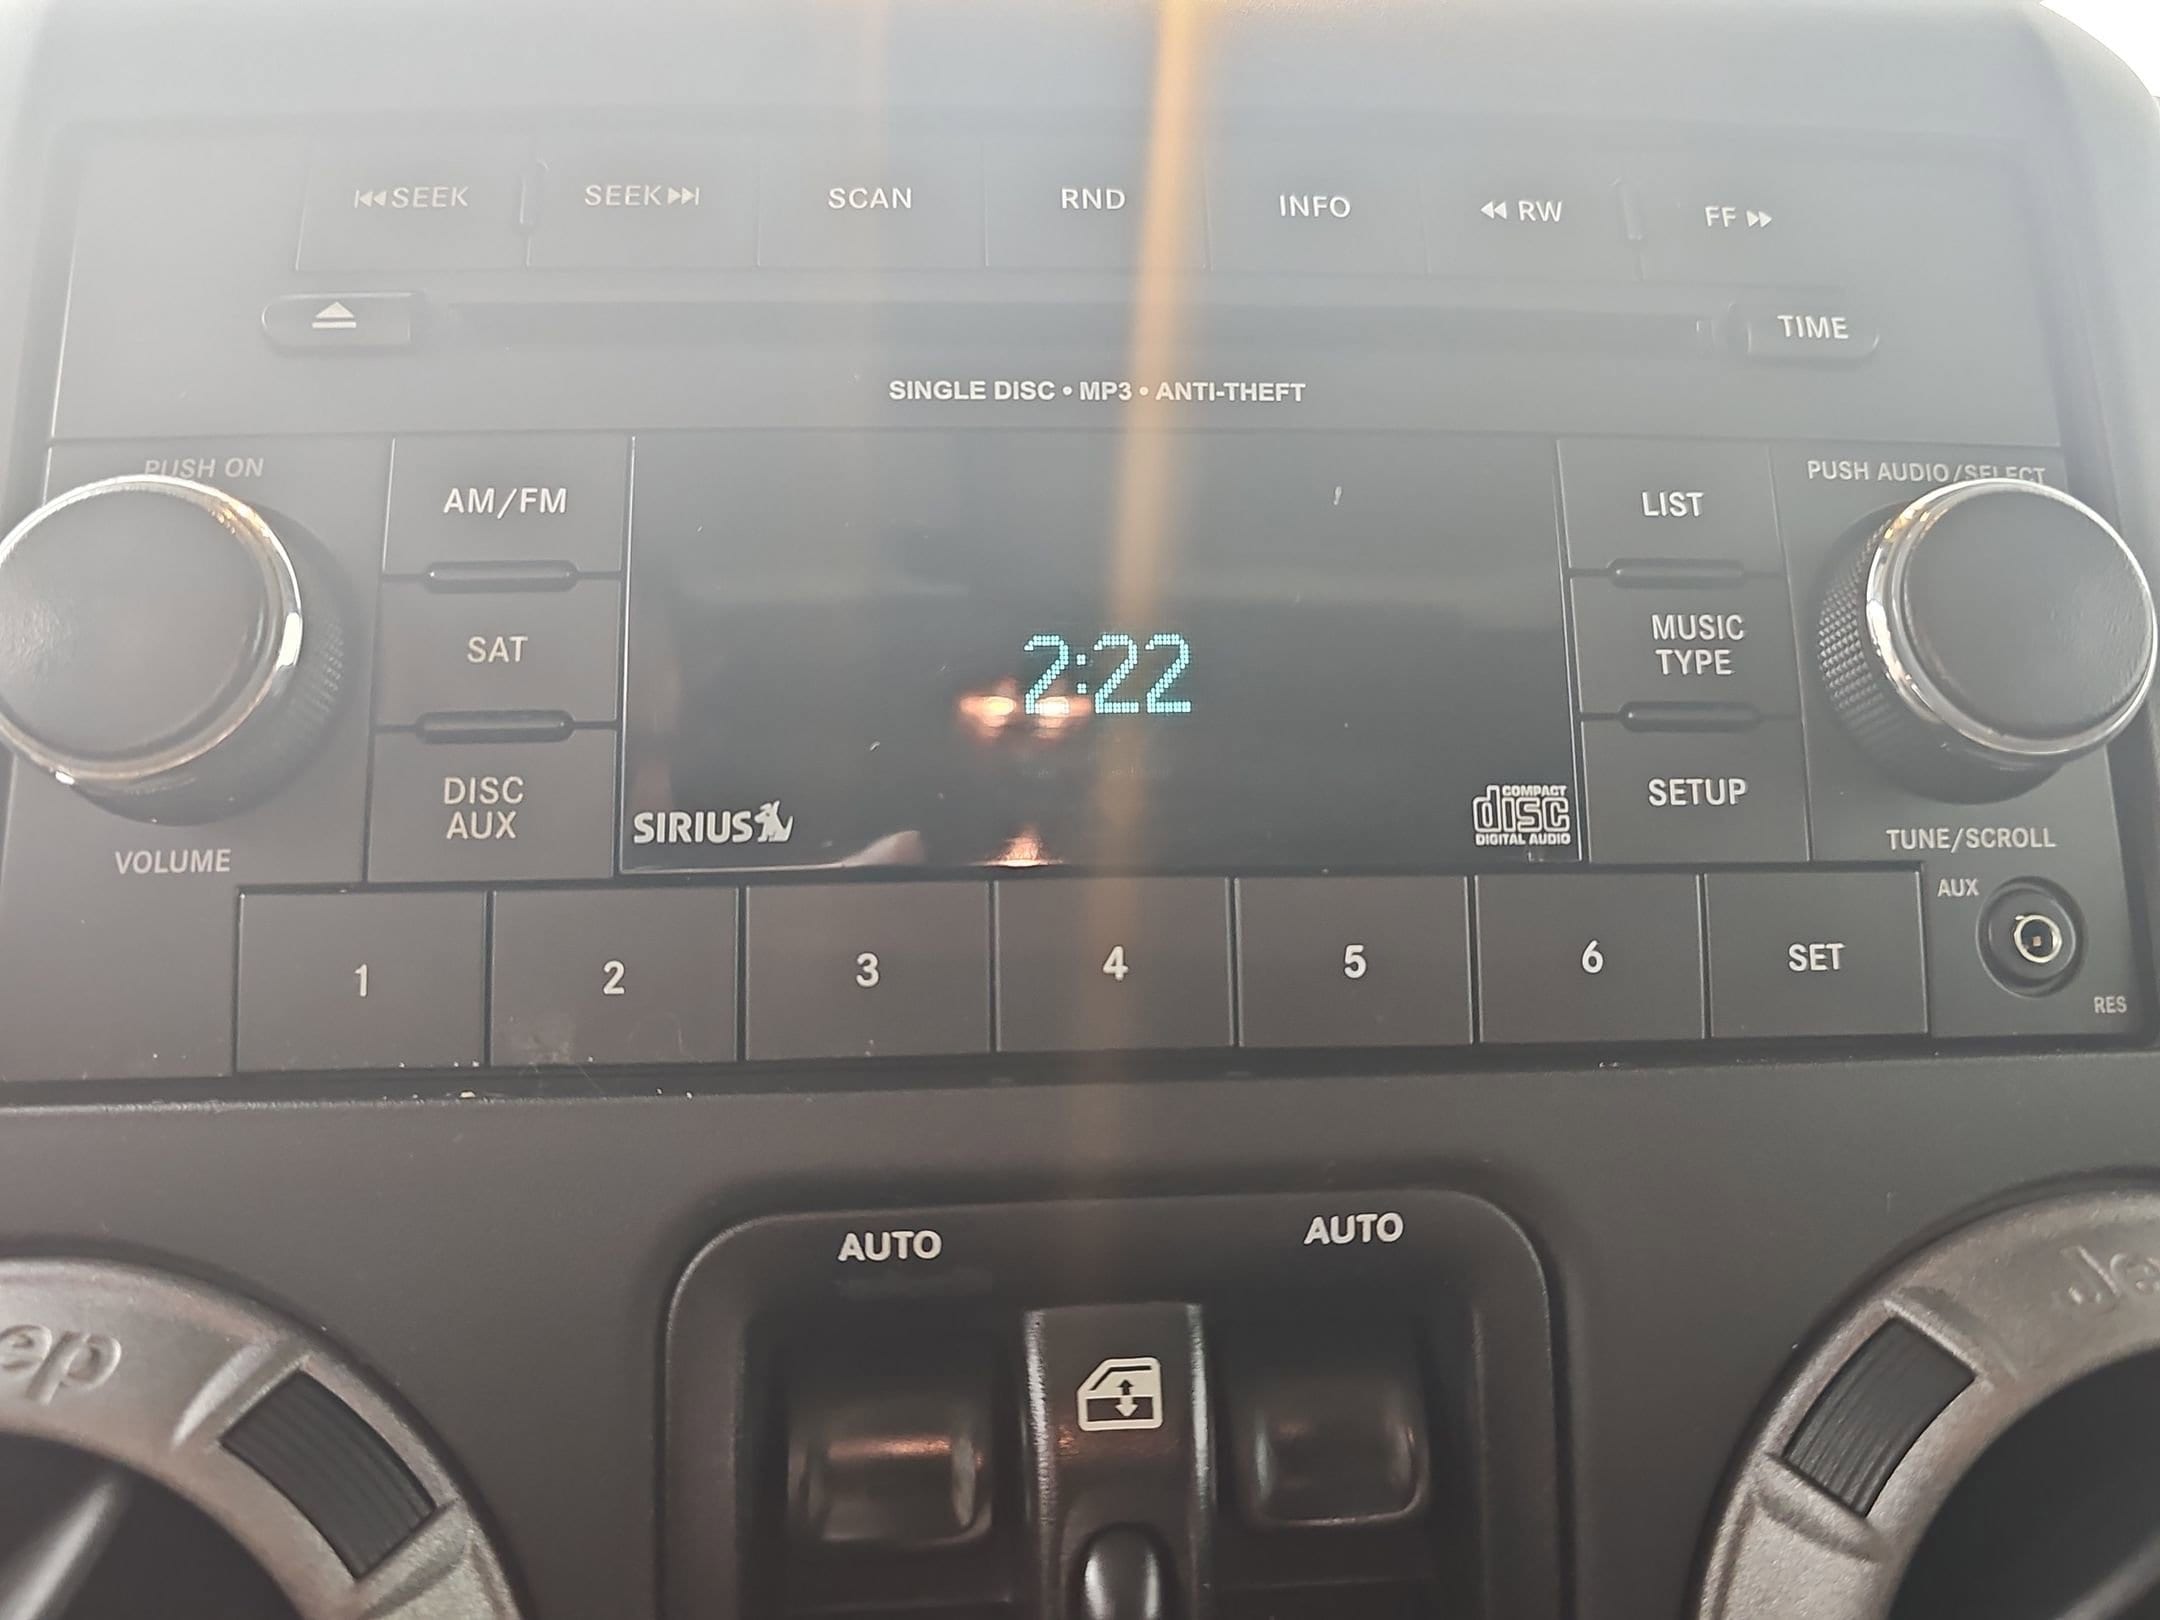 SEEK SEEK SCAN RND INFO RW FF
TIME
SINGLE DISC • MP3 • ANTI-THEFT
PUSH ON
PUSH AUDIO/SELECT
AM/FM
LIST
SAT
2:22
MUSIC
TYPE
DISC
AUX
SETUP
SIRIUS
COMPACT
disc
DIGITAL AUDIO
VOLUME
TUNE/SCROLL
AUX
1 2 3 4 5 6 SET
RES
AUTO AUTO
eep
Je